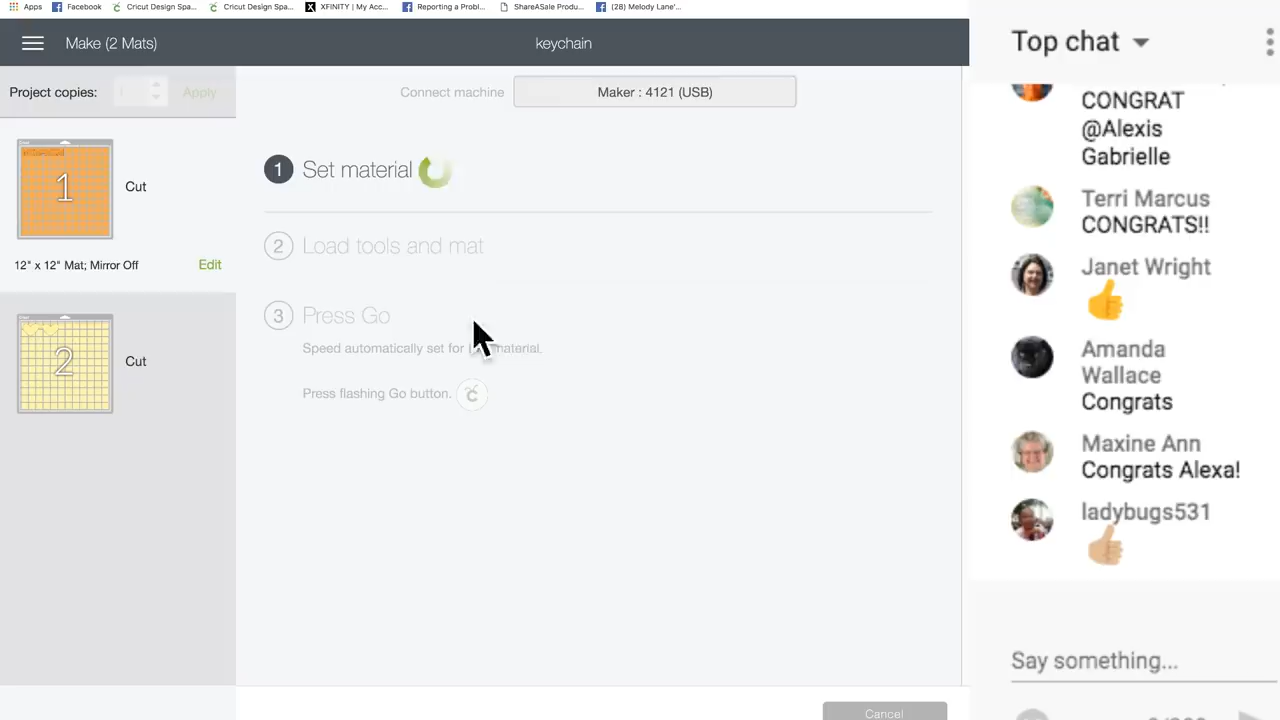 Apps Facebook Cricut Design Spa... Cricut Design Spa... XFINITY | My Acc... Reporting a Probl... ShareASale Produ... (28) Melody Lane'...
Make (2 Mats)
keychain
Project copies:
Apply
Connect machine
Maker : 4121 (USB)
1
Cut
12" x 12" Mat; Mirror Off
Edit
2
Cut
1 Set material
2 Load tools and mat
3 Press Go
Speed automatically set for material.
Press flashing Go button.
Cancel
Top chat
CONGRAT
@Alexis
Gabrielle
Terri Marcus
CONGRATS!!
Janet Wright
Amanda
Wallace
Congrats
Maxine Ann
Congrats Alexa!
ladybugs531
Say something...